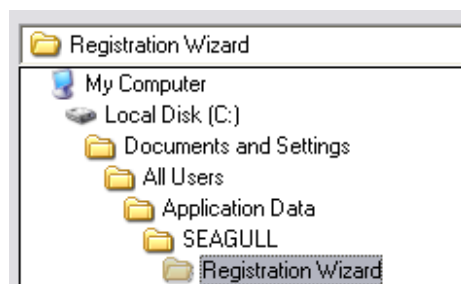 Registration Wizard
My Computer
Local Disk (C:)
Documents and Settings
All Users
Application Data
SEAGULL
Registration Wizard